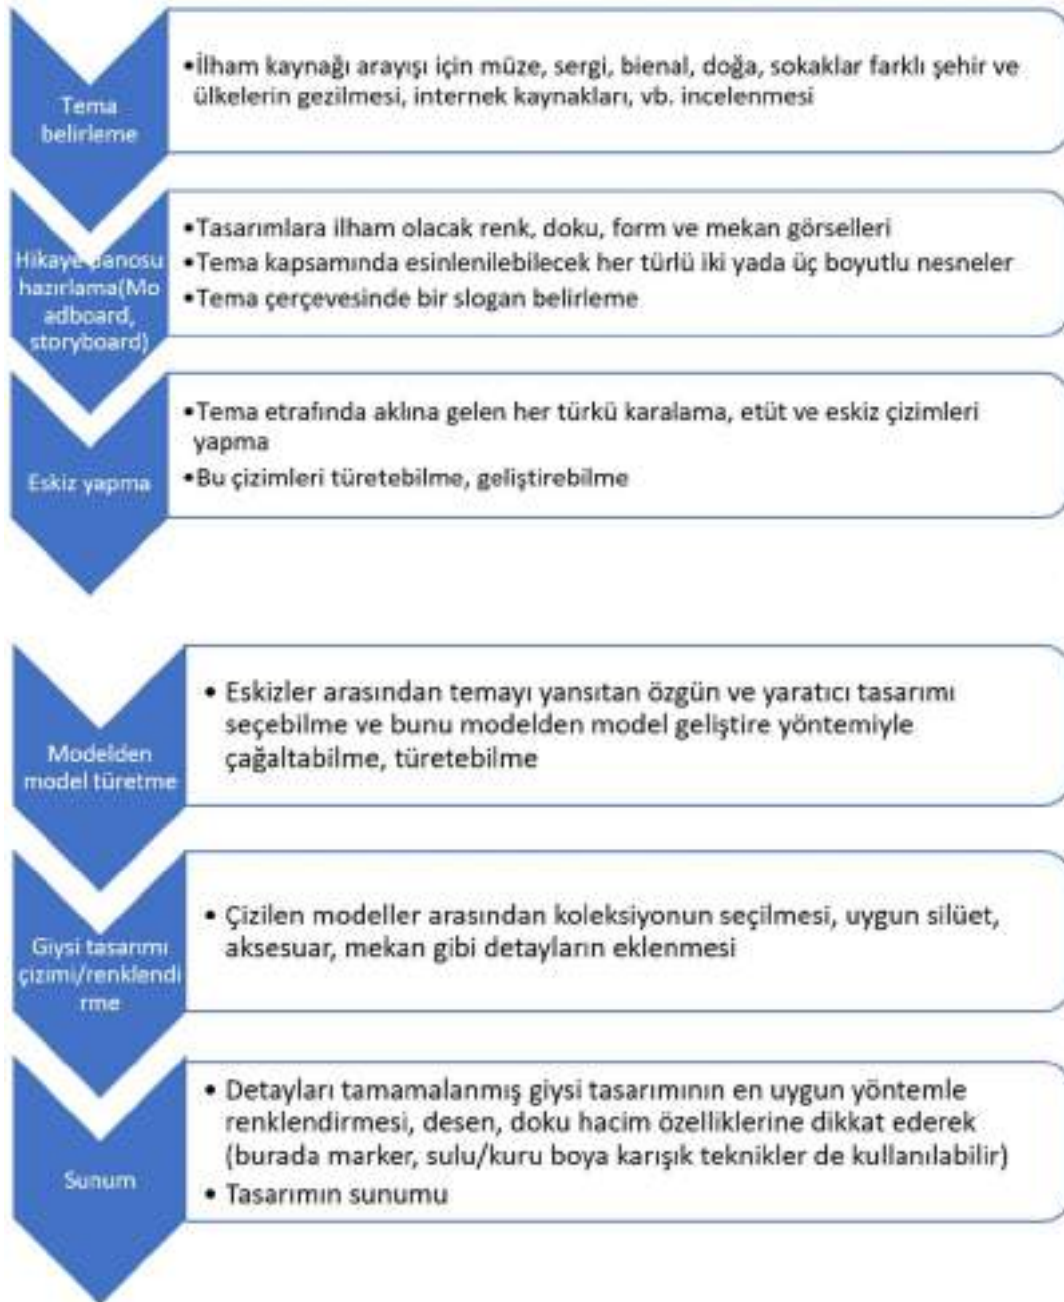 Tema
belirleme
•İlham kaynağı arayışı için müze, sergi, bienal, doğa, sokaklar farklı şehir ve
ülkelerin gezilmesi, internek kaynakları, vb. incelenmesi
Hikaye panosu
hazırlama(Mo
adboard,
storyboard)
•Tasarımlara ilham olacak renk, doku, form ve mekan görselleri
•Tema kapsamında esinlenilebilecek her türlü iki yada üç boyutlu nesneler
•Tema çerçevesinde bir slogan belirleme
Eskiz yapma
•Tema etrafında aklına gelen her türkü karalama, etüt ve eskiz çizimleri
yapma
•Bu çizimleri türetebilme, geliştirebilme
Modelden
model türetme
• Eskizler arasından temayı yansıtan özgün ve yaratıcı tasarımı
seçebilme ve bunu modelden model geliştire yöntemiyle
çağaltabilme, türetebilme
Giysi tasarımı
çizimi/renklendi
rme
• Çizilen modeller arasından koleksiyonun seçilmesi, uygun silüet,
aksesuar, mekan gibi detayların eklenmesi
Sunum
• Detayları tamamalanmış giysi tasarımının en uygun yöntemle
renklendirmesi, desen, doku hacim özelliklerine dikkat ederek
(burada marker, sulu/kuru boya karışık teknikler de kullanılabilir)
• Tasarımın sunumu